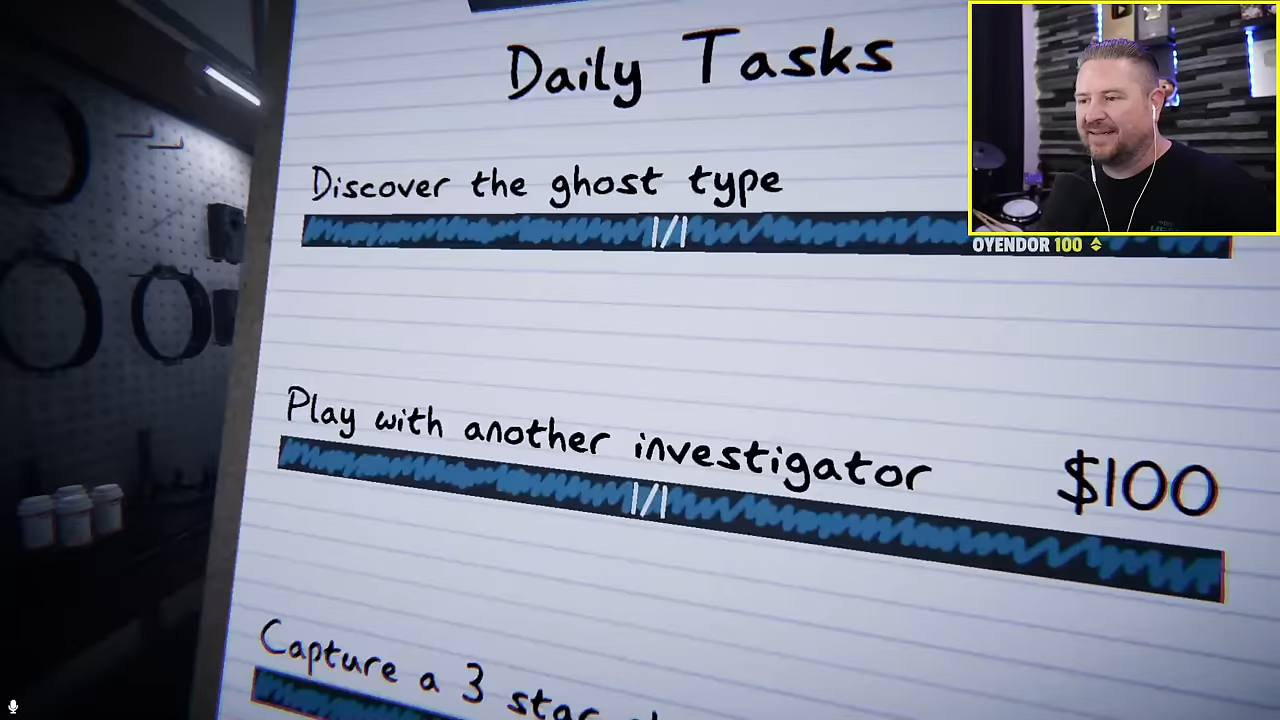 Daily Tasks
Discover the ghost type
1/1
OYENDOR 100
Play with another investigator $100
1/1
Capture a 3 star